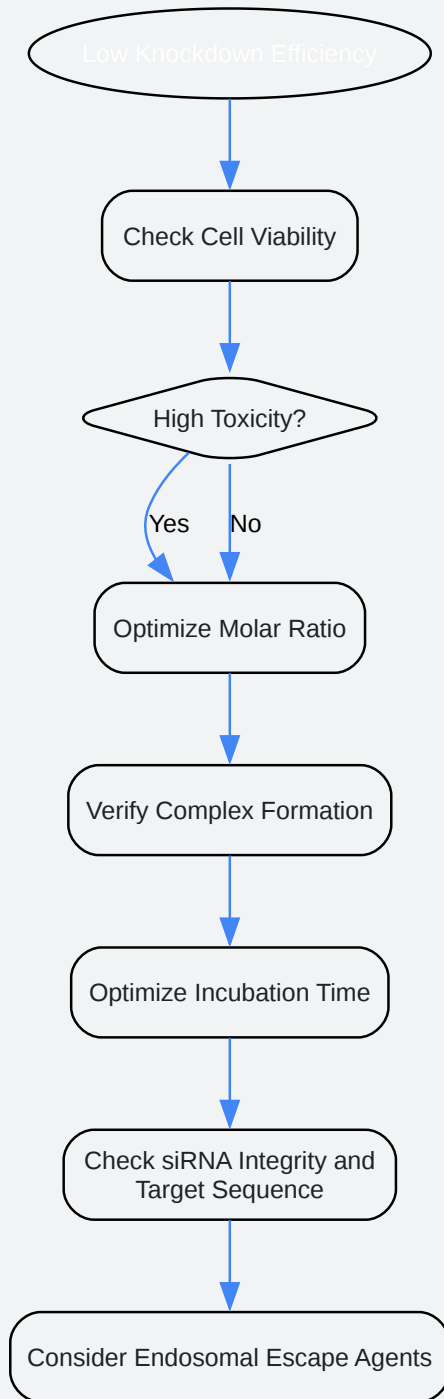 Low Knockdown Efficiency
Check Cell Viability
High Toxicity?
Yes
No
Optimize Molar Ratio
Verify Complex Formation
Optimize Incubation Time
Check siRNA Integrity and
Target Sequence
Consider Endosomal Escape Agents